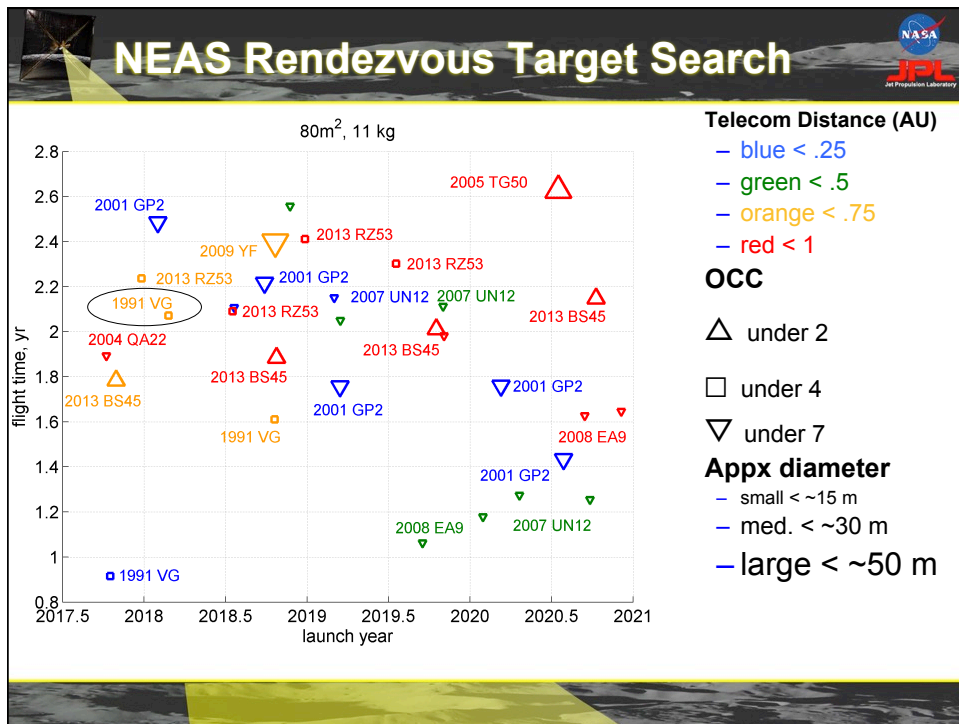 NEAS Rendezvous Target Search
NASA
JPL
Jet Propulsion Laboratory
80m², 11 kg
2.8
2.6
2.4
2.2
2
1.8
1.6
1.4
1.2
1
0.8
flight time, yr
2017.5
2018
2018.5
2019
2019.5
2020
2020.5
2021
launch year
2005 TG50
2001 GP2
2009 YF
2013 RZ53
2013 RZ53
2001 GP2
2013 RZ53
1991 VG
2007 UN12
2007 UN12
2013 RZ53
2013 BS45
2004 QA22
2013 BS45
2013 BS45
2013 BS45
2001 GP2
2001 GP2
1991 VG
2008 EA9
2001 GP2
2008 EA9
2007 UN12
1991 VG
Telecom Distance (AU)
– blue < .25
– green < .5
– orange < .75
– red < 1
OCC
under 2
under 4
under 7
Appx diameter
– small < ~15 m
– med. < ~30 m
– large < ~50 m